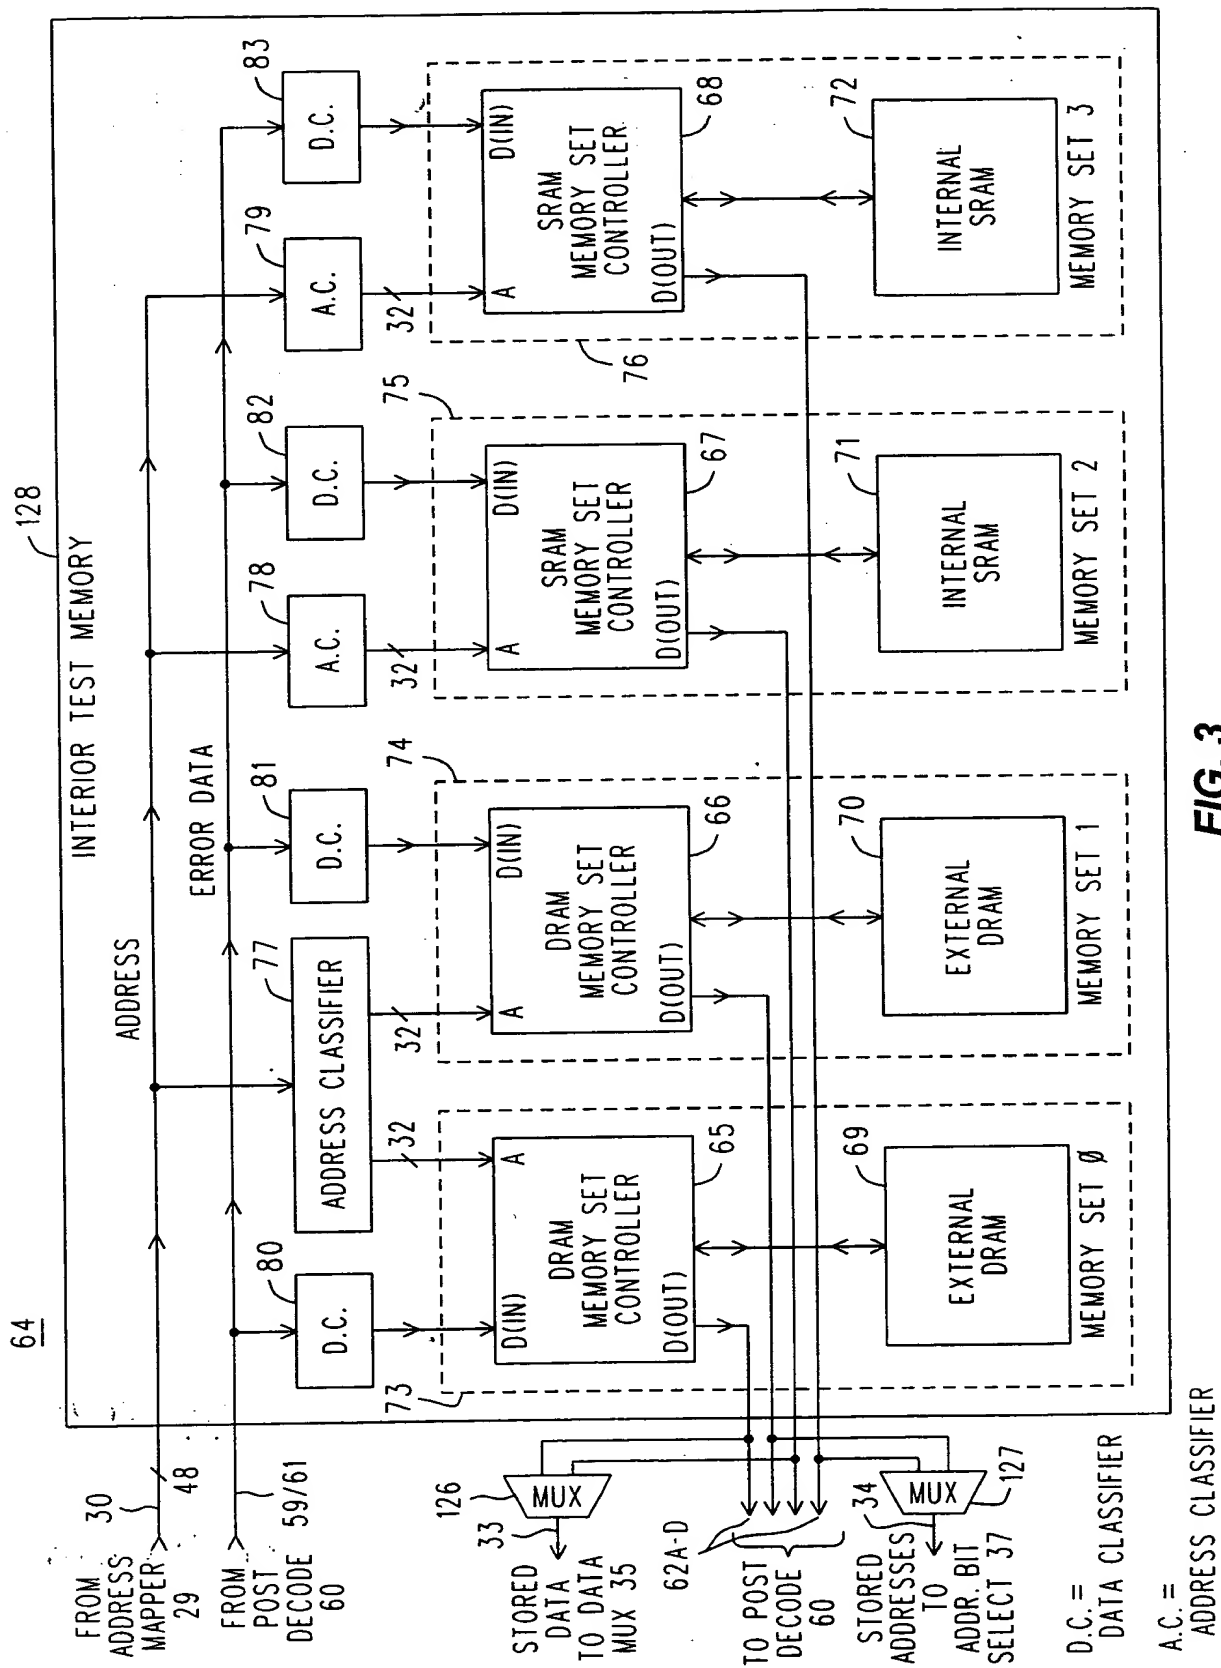 64
128
INTERIOR TEST MEMORY
FROM
ADDRESS
MAPPER
29
30
48
ADDRESS
FROM
POST
DECODE
60
59/61
ERROR DATA
80
D.C.
77
ADDRESS CLASSIFIER
81
D.C.
78
A.C.
82
D.C.
79
A.C.
83
D.C.
32
32
32
32
73
D(IN)
A
DRAM
MEMORY SET
CONTROLLER
D(OUT)
65
69
EXTERNAL
DRAM
MEMORY SET Ø
74
A
D(IN)
DRAM
MEMORY SET
CONTROLLER
D(OUT)
66
70
EXTERNAL
DRAM
MEMORY SET 1
75
A
D(IN)
SRAM
MEMORY SET
CONTROLLER
D(OUT)
67
71
INTERNAL
SRAM
MEMORY SET 2
76
A
D(IN)
SRAM
MEMORY SET
CONTROLLER
D(OUT)
68
72
INTERNAL
SRAM
MEMORY SET 3
126
MUX
33
STORED
DATA
TO DATA
MUX 35
62A-D
TO POST
DECODE
60
34
MUX
127
STORED
ADDRESSES
TO
ADDR. BIT
SELECT 37
D.C. =
DATA CLASSIFIER
A.C. =
ADDRESS CLASSIFIER
FIG. 3